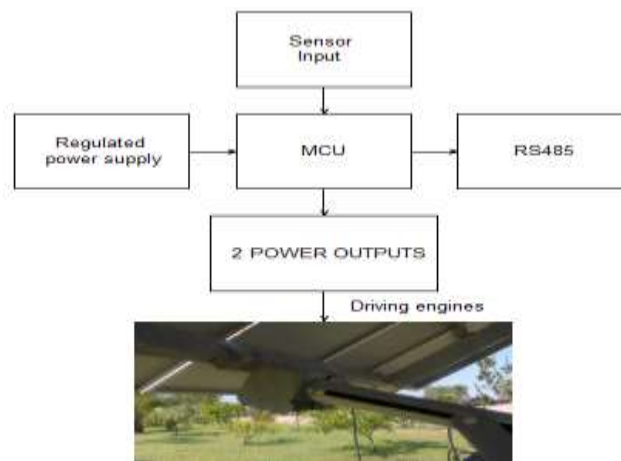 Sensor
Input
Regulated
power supply
MCU
RS485
2 POWER OUTPUTS
Driving engines